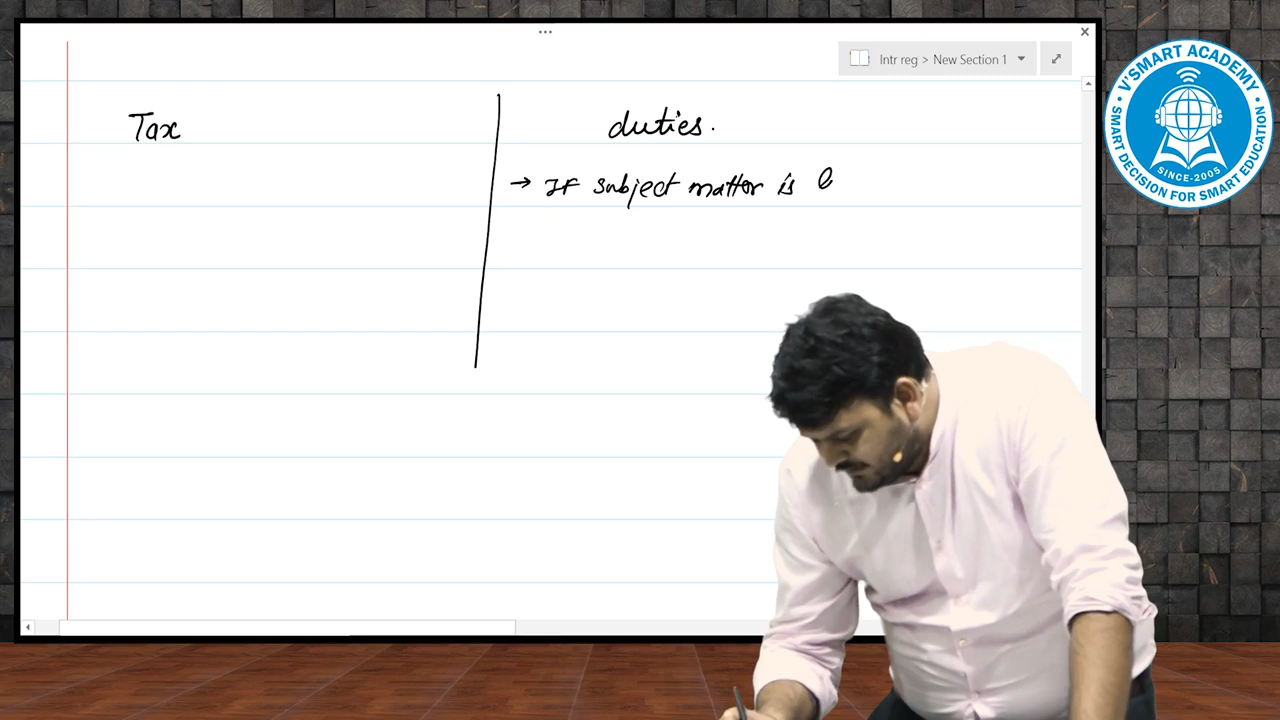 Intr reg > New Section 1
Tax
duties.
→ If subject matter is
V'SMART ACADEMY
SINCE-2005
SMART DECISION FOR SMART EDUCATION